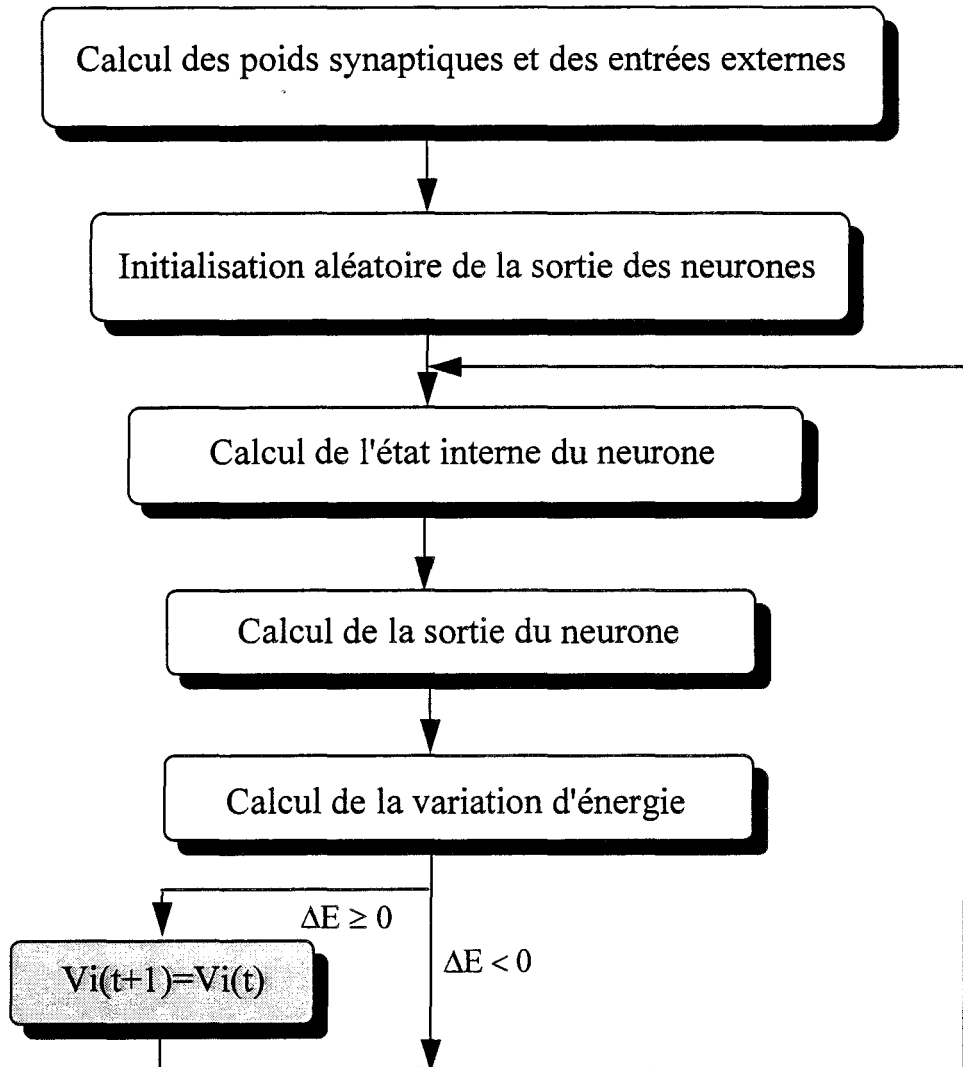 Calcul des poids synaptiques et des entrées externes
Initialisation aléatoire de la sortie des neurones
Calcul de l'état interne du neurone
Calcul de la sortie du neurone
Calcul de la variation d'énergie
ΔE ≥ 0
ΔE < 0
Vi(t+1)=Vi(t)